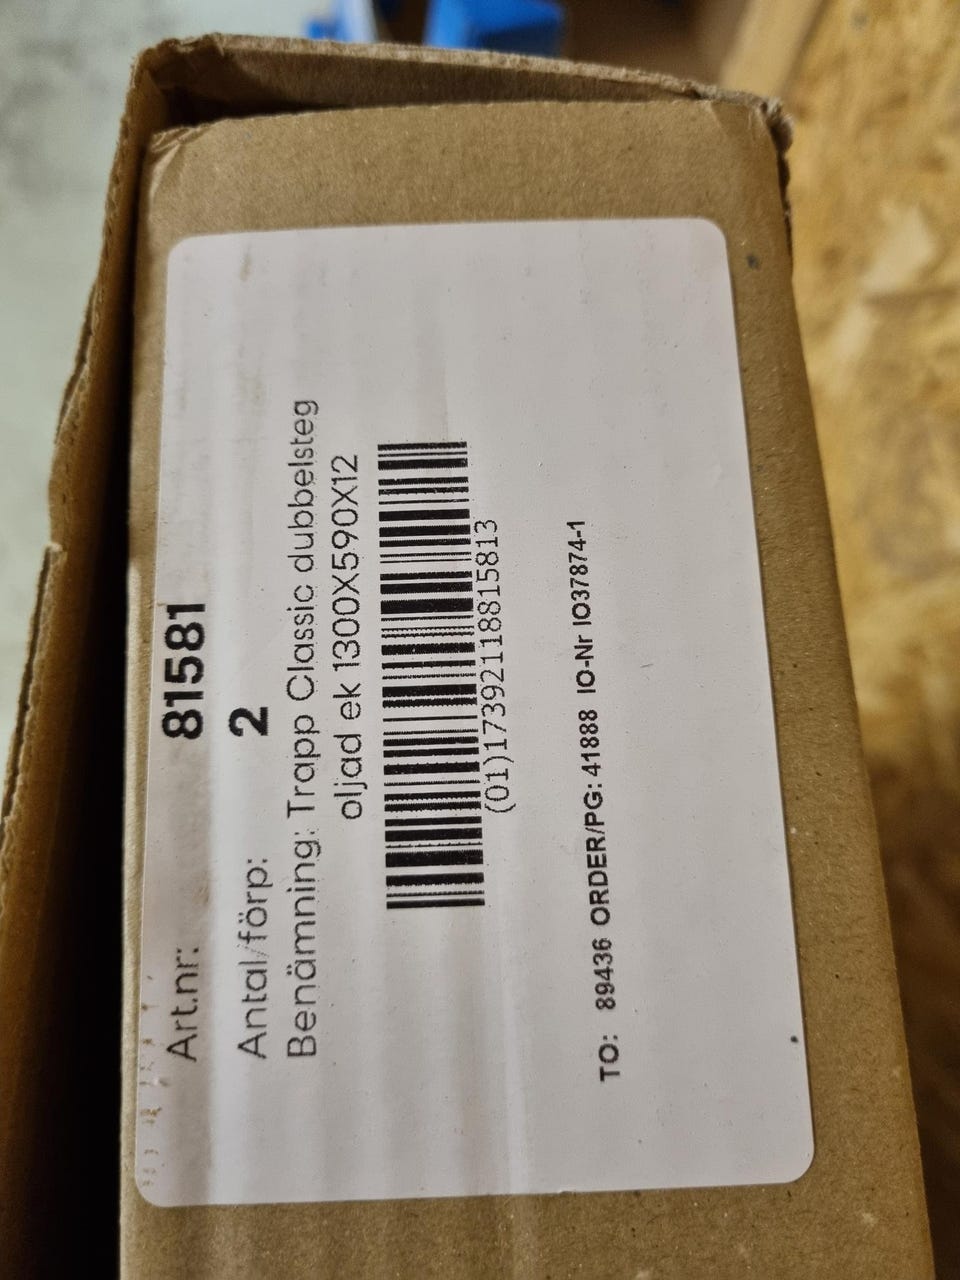 Art.nr: 81581
Antal/förp: 2
Benämning: Trapp Classic dubbelsteg
oljad ek 1300X590X12
(01)17392118815813
TO: 89436 ORDER/PG: 41888 IO-Nr IO37874-1